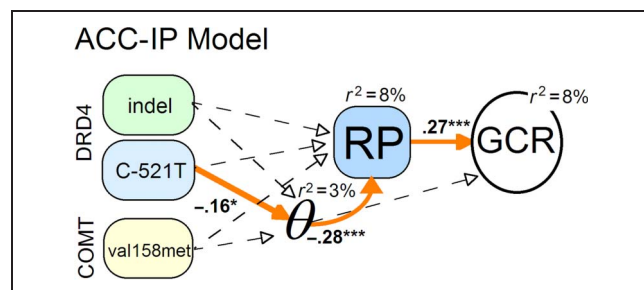 ACC-IP Model
DRD4
indel
C-521T
COMT
val158met
r²=8%
RP
.27***
r²=8%
GCR
-.16*
r²=3%
θ
-.28***